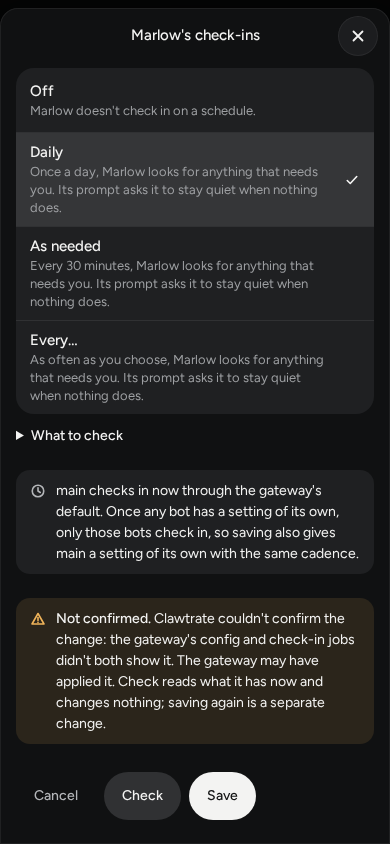 Marlow's check-ins
Off
Marlow doesn't check in on a schedule.
Daily
Once a day, Marlow looks for anything that needs
you. Its prompt asks it to stay quiet when nothing
does.
As needed
Every 30 minutes, Marlow looks for anything that
needs you. Its prompt asks it to stay quiet when
nothing does.
Every...
As often as you choose, Marlow looks for anything
that needs you. Its prompt asks it to stay quiet
when nothing does.
What to check
main checks in now through the gateway's
default. Once any bot has a setting of its own,
only those bots check in, so saving also gives
main a setting of its own with the same cadence.
Not confirmed. Clawtrate couldn't confirm the
change: the gateway's config and check-in jobs
didn't both show it. The gateway may have
applied it. Check reads what it has now and
changes nothing; saving again is a separate
change.
Cancel
Check
Save